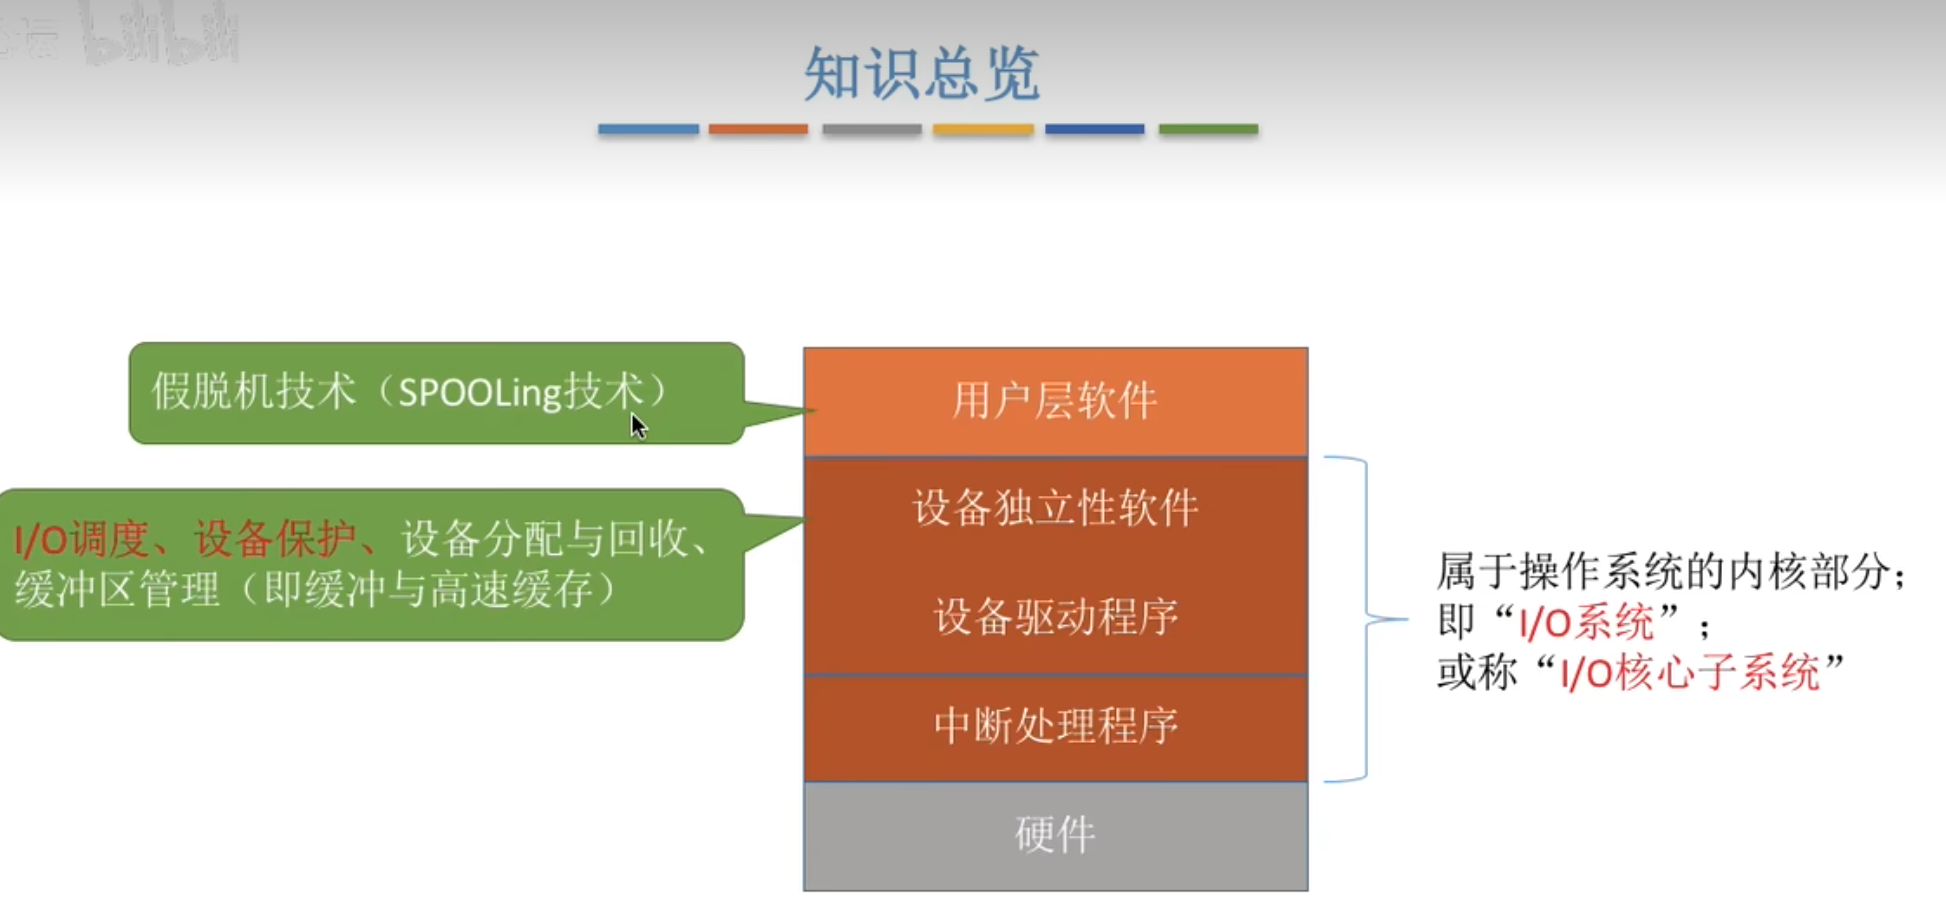 bilibili
知识总览
假脱机技术（SPOOLing技术）
用户层软件
I/O调度、设备保护、设备分配与回收、
缓冲区管理（即缓冲与高速缓存）
设备独立性软件
设备驱动程序
中断处理程序
硬件
属于操作系统的内核部分；
即“I/O系统”；
或称“I/O核心子系统”